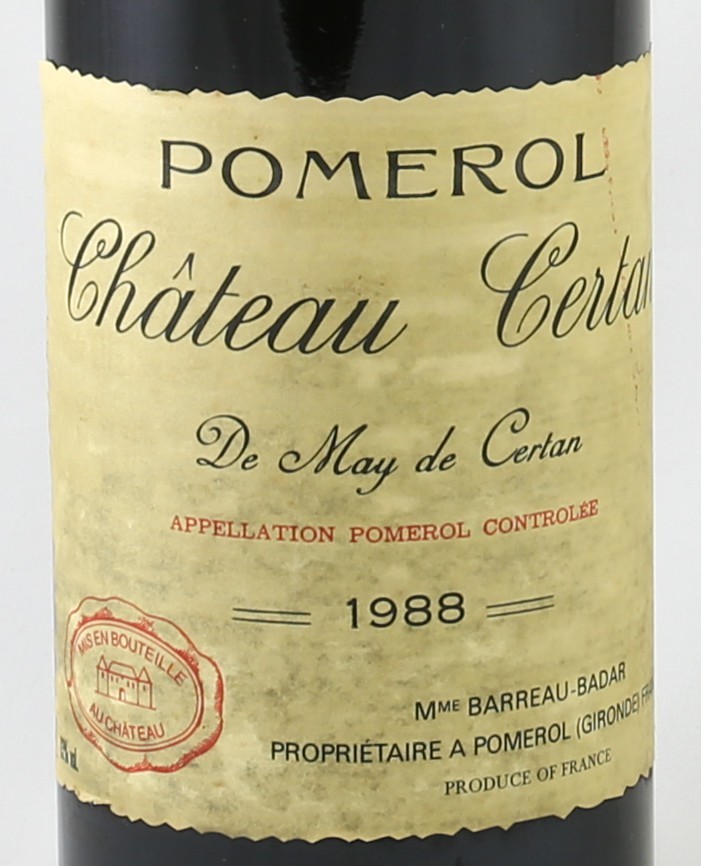 POMEROL
Château Certan
De May de Certan
APPELLATION POMEROL CONTROLÉE
1988
MIS EN BOUTEILLE
AU CHÂTEAU
Mme BARREAU-BADAR
PROPRIÉTAIRE A POMEROL (GIRONDE)
PRODUCE OF FRANCE